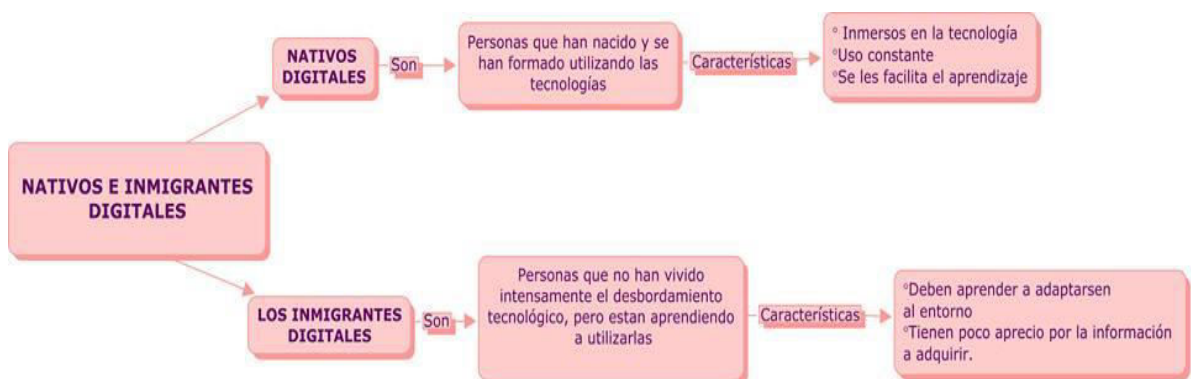 NATIVOS E INMIGRANTES
DIGITALES
NATIVOS
DIGITALES
Son
Personas que han nacido y se
han formado utilizando las
tecnologías
Características
° Inmersos en la tecnología
°Uso constante
°Se les facilita el aprendizaje
LOS INMIGRANTES
DIGITALES
Son
Personas que no han vivido
intensamente el desbordamiento
tecnológico, pero estan aprendiendo
a utilizarlas
Características
°Deben aprender a adaptarsen
al entorno
°Tienen poco aprecio por la información
a adquirir.